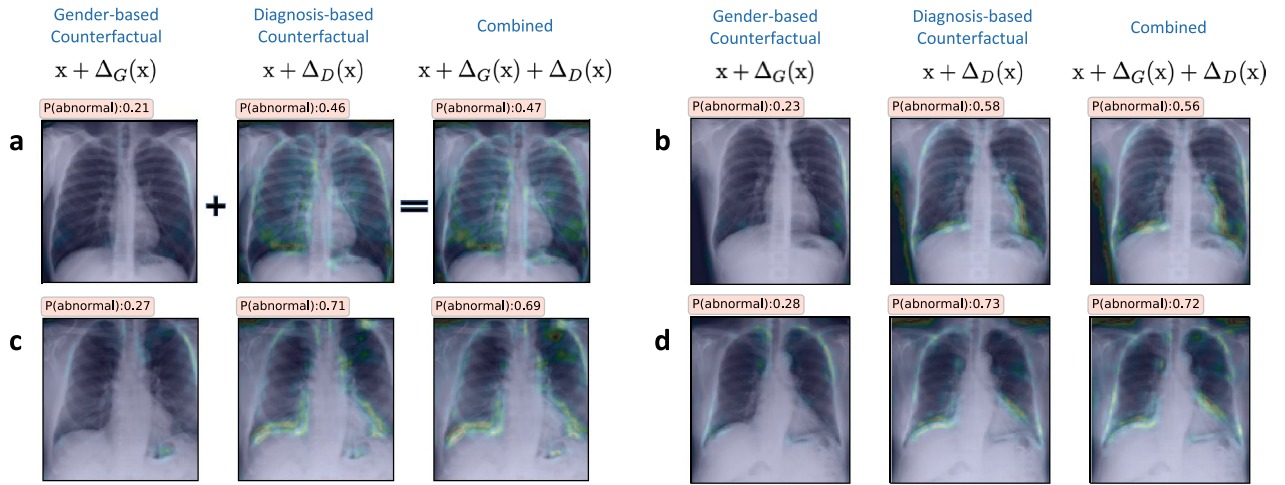 Gender-based
Counterfactual
Diagnosis-based
Counterfactual
Combined
x + Δ_G(x)
x + Δ_D(x)
x + Δ_G(x) + Δ_D(x)
Gender-based
Counterfactual
Diagnosis-based
Counterfactual
Combined
x + Δ_G(x)
x + Δ_D(x)
x + Δ_G(x) + Δ_D(x)
a
P(abnormal):0.21
+
P(abnormal):0.46
=
P(abnormal):0.47
b
P(abnormal):0.23
P(abnormal):0.58
P(abnormal):0.56
c
P(abnormal):0.27
P(abnormal):0.71
P(abnormal):0.69
d
P(abnormal):0.28
P(abnormal):0.73
P(abnormal):0.72